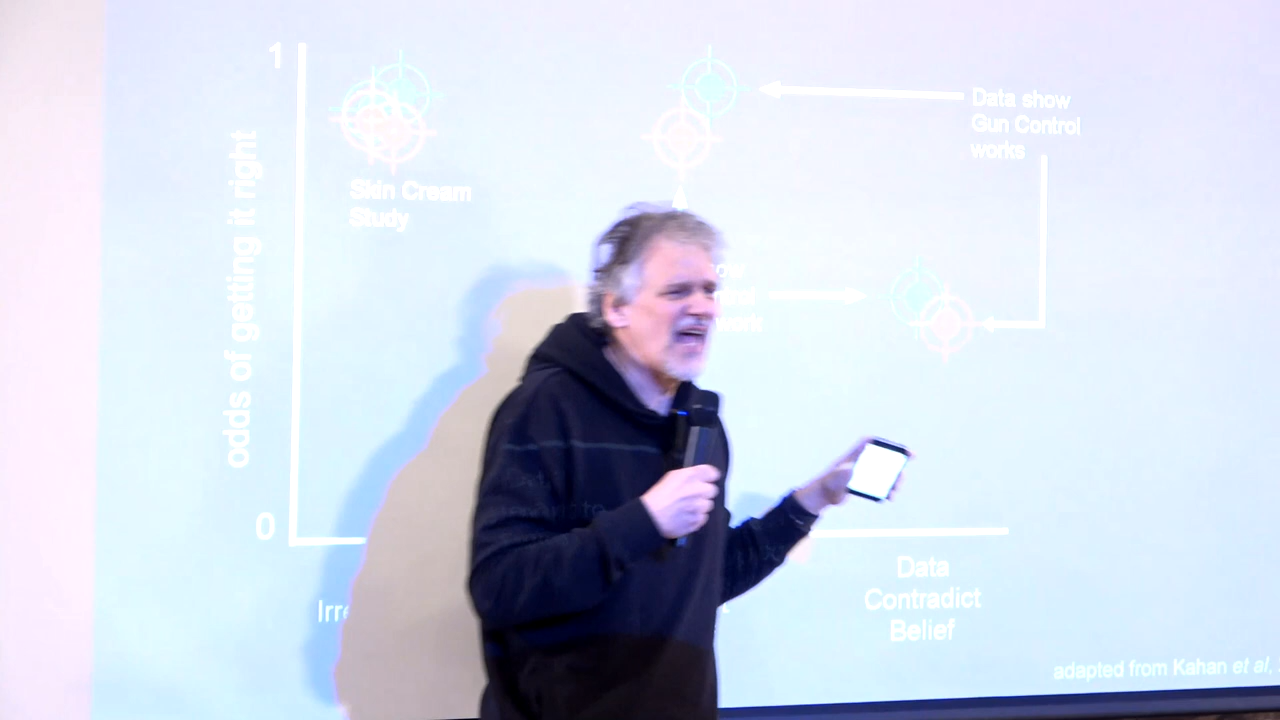 1
Data show
Gun Control
works
Skin Cream
Study
odds of getting it right
0
Data
Contradict
Belief
adapted from Kahan et al,